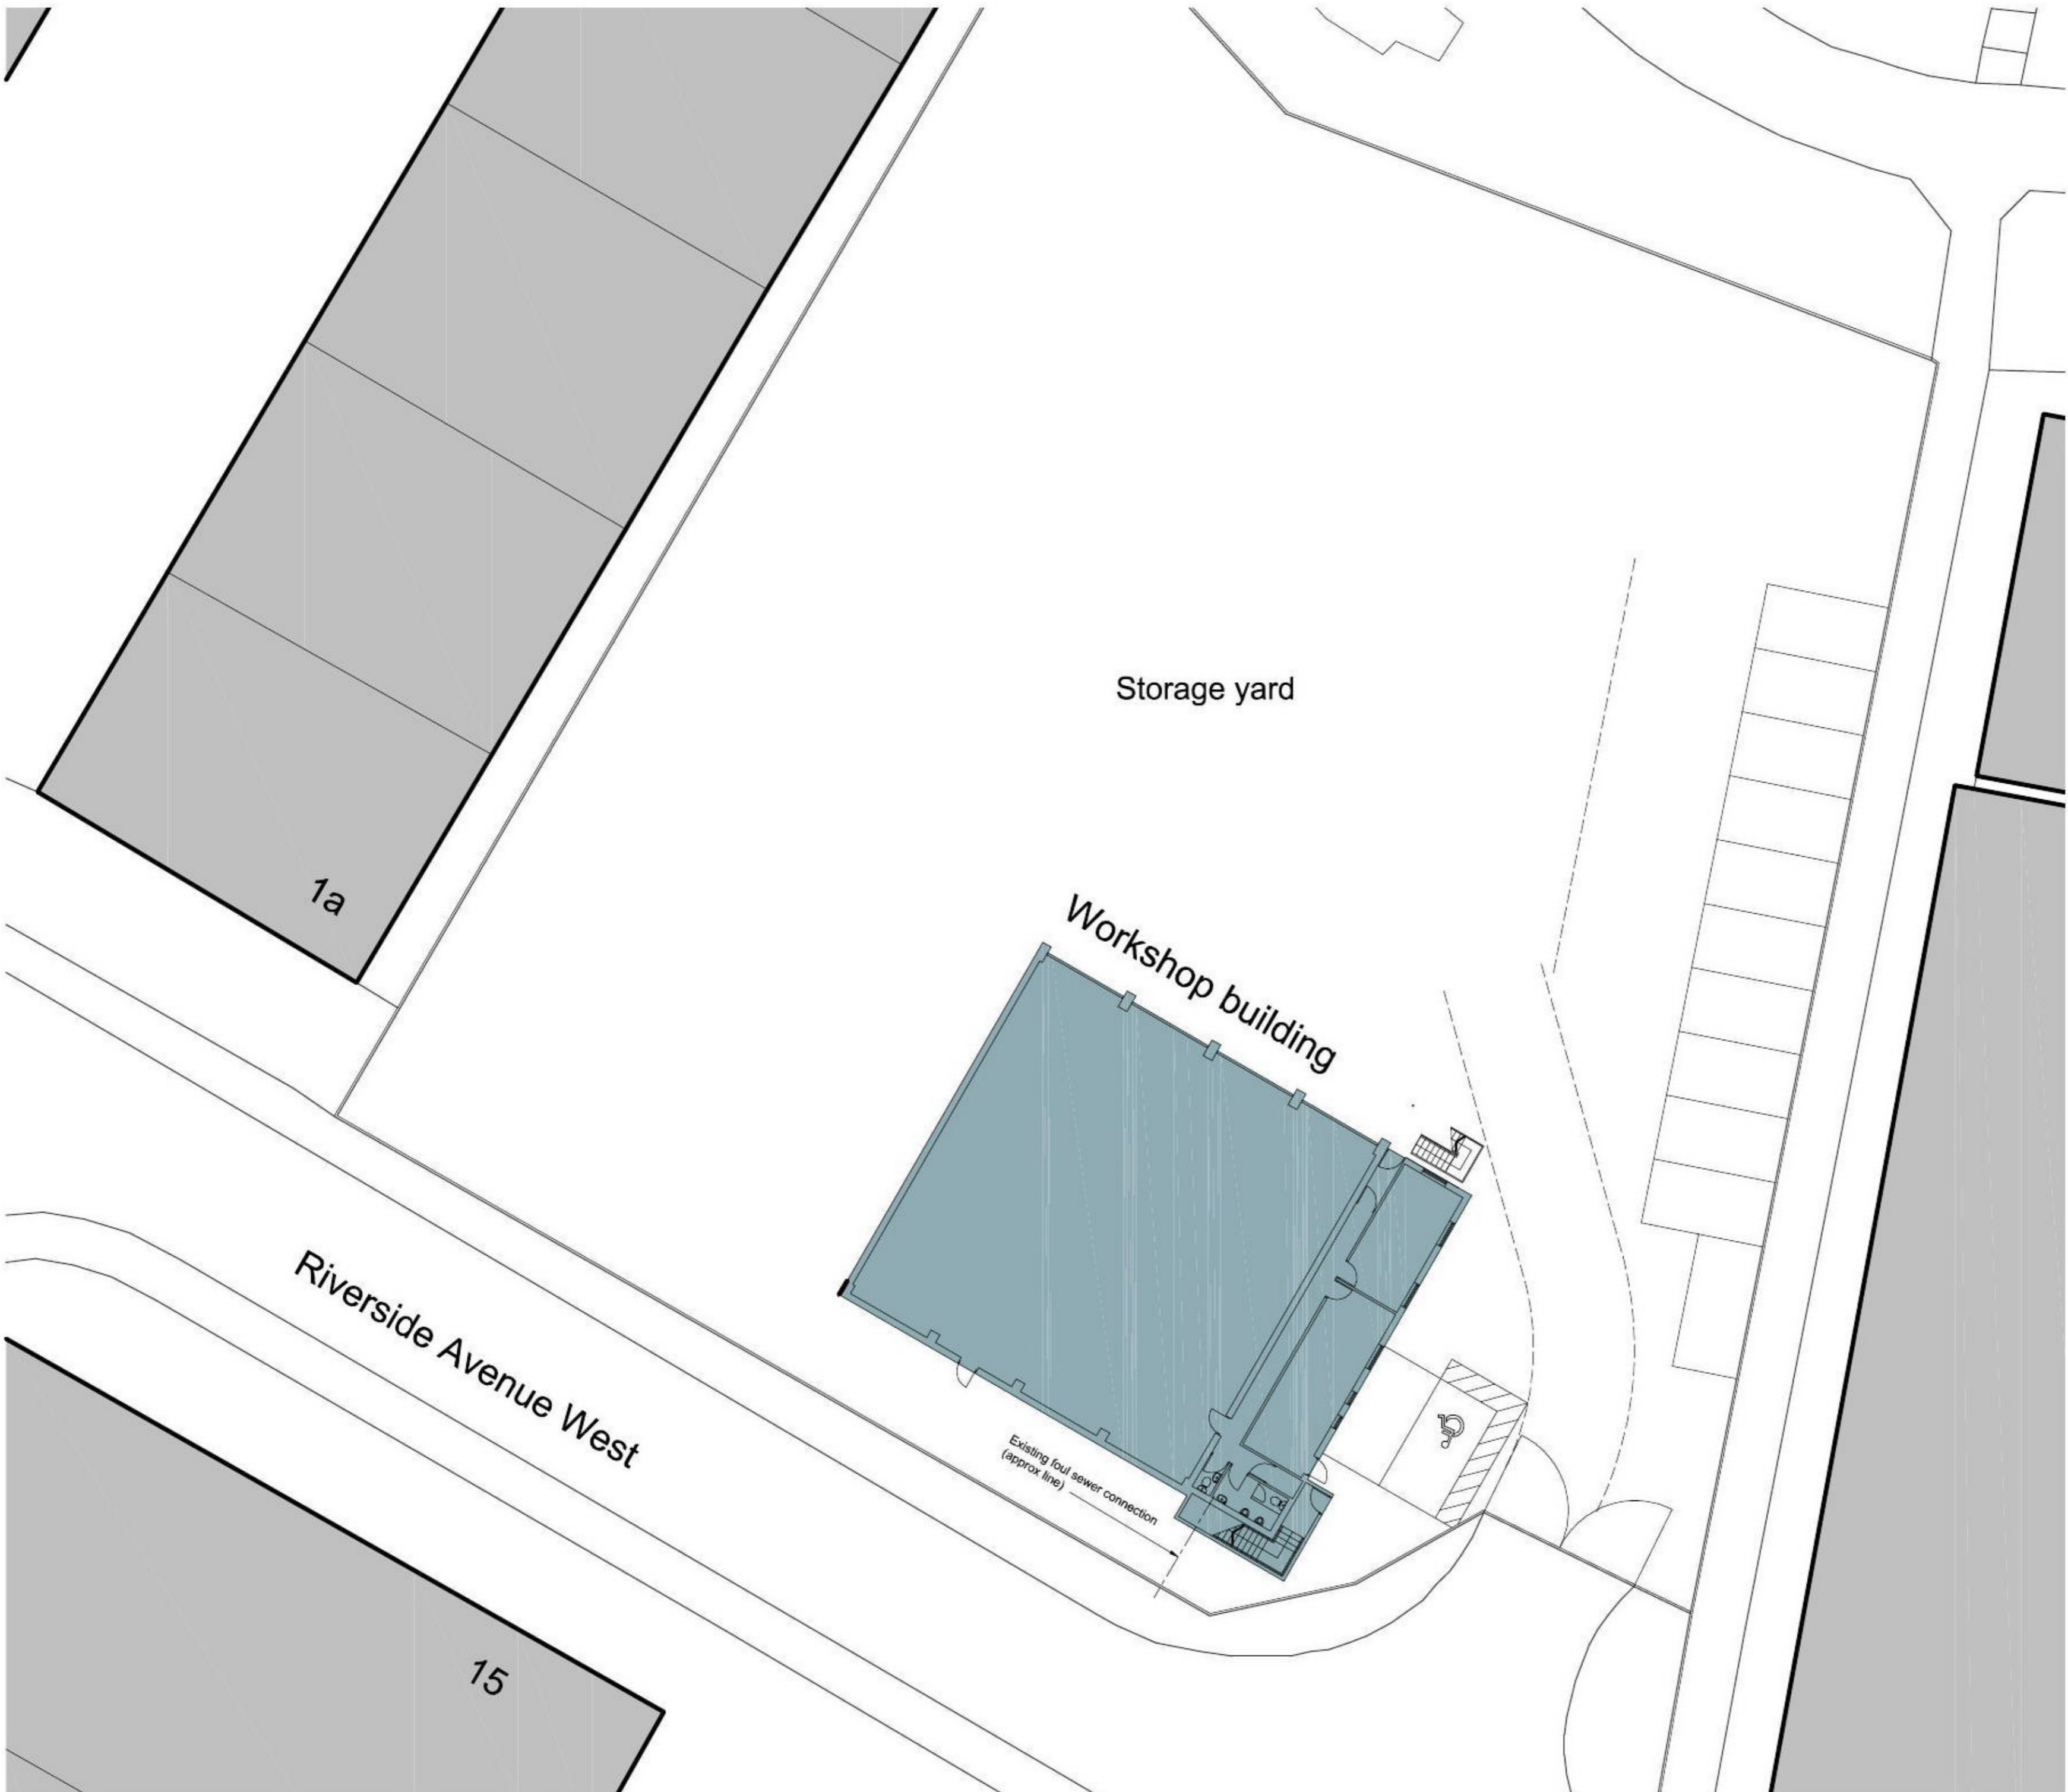 Storage yard
1a
Workshop building
Riverside Avenue West
Existing foul sewer connection
(approx line)
15